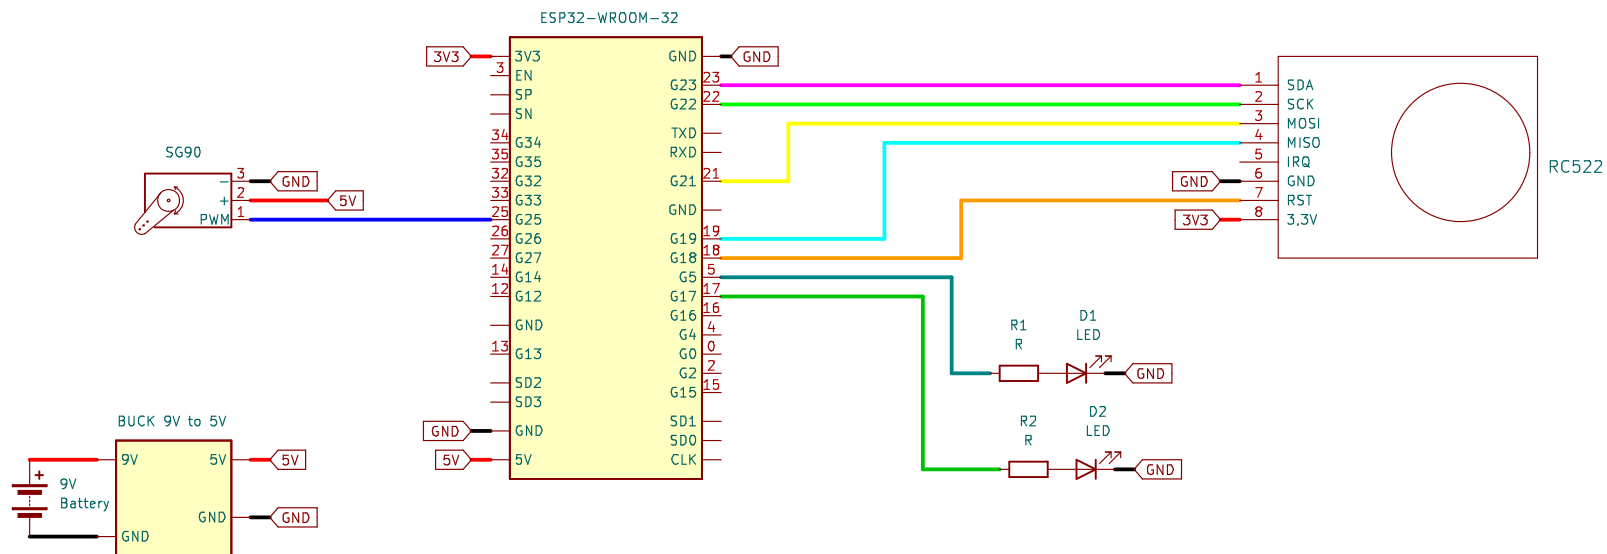 ESP32-WROOM-32
3V3
3V3
3
EN
SP
SN
34
G34
35
G35
32
G32
33
G33
25
G25
26
G26
27
G27
14
G14
12
G12
GND
13
G13
SD2
SD3
GND
GND
5V
5V
GND
GND
G23
23
G22
22
TXD
RXD
G21
21
GND
G19
19
G18
18
G5
5
G17
17
G16
16
G4
4
G0
0
G2
2
G15
15
SD1
SD0
CLK
SG90
-
3
GND
+
2
5V
PWM
1
1
SDA
2
SCK
3
MOSI
4
MISO
5
IRQ
GND
6
GND
7
RST
3V3
8
3,3V
RC522
R1
R
D1
LED
GND
R2
R
D2
LED
GND
BUCK 9V to 5V
9V
5V
5V
+
9V
Battery
GND
GND
GND